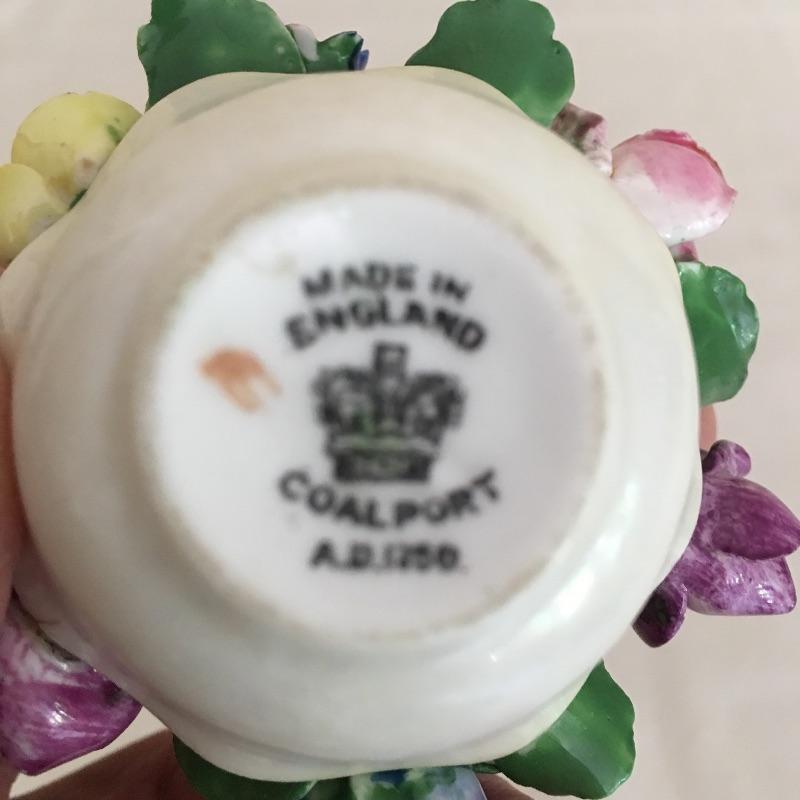 MADE IN
ENGLAND
COALPORT
A.D.1750.